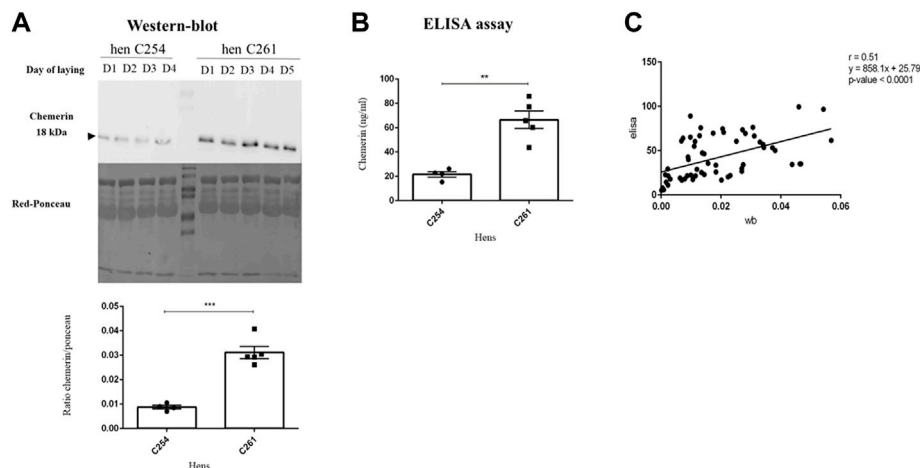 A
Western-blot
hen C254
hen C261
Day of laying
D1 D2 D3 D4
D1 D2 D3 D4 D5
Chemerin
18 kDa
Red-Ponceau
Ratio chemerin/ponceau
0.05
0.04
0.03
0.02
0.01
0.00
***
C254
C261
Hens
B
ELISA assay
Chemerin (ng/ml)
100
80
60
40
20
0
**
C254
C261
Hens
C
r = 0.51
y = 858.1x + 25.79
p-value < 0.0001
elisa
150
100
50
0
0.00
0.02
0.04
0.06
wb